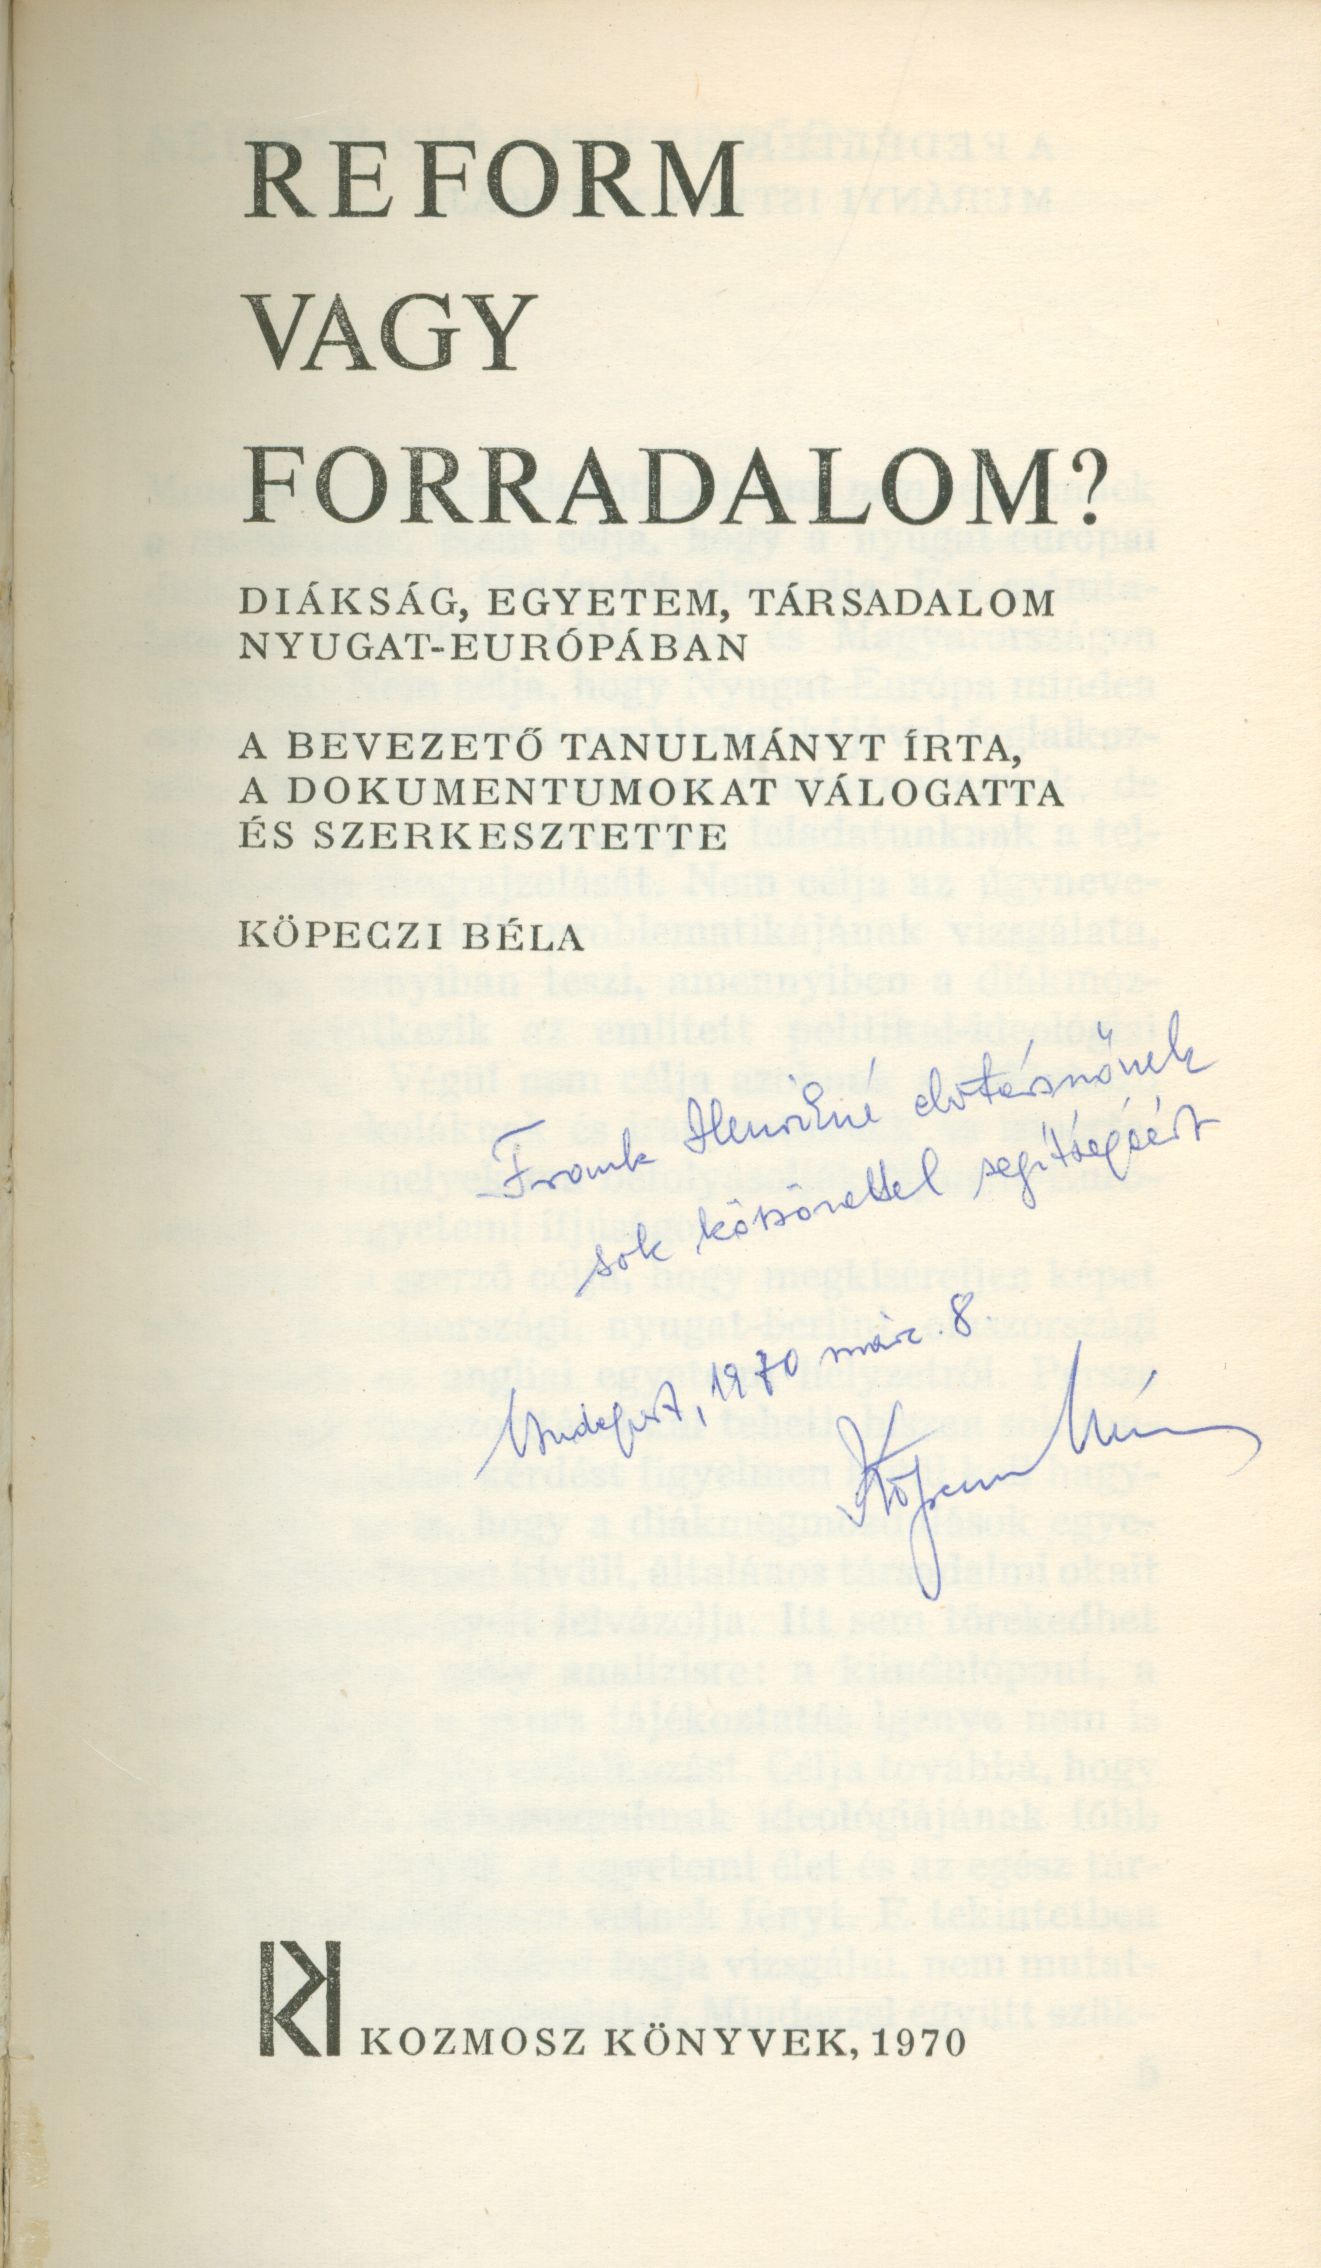 REFORM
VAGY
FORRADALOM?
DIÁKSÁG, EGYETEM, TÁRSADALOM
NYUGAT-EURÓPÁBAN
A BEVEZETŐ TANULMÁNYT ÍRTA,
A DOKUMENTUMOKAT VÁLOGATTA
ÉS SZERKESZTETTE
KÖPECZI BÉLA
Frank Henrikné elvtársnőnek
sok köszönettel segítségéért
Budapest, 1970 márc. 8.
KOZMOSZ KÖNYVEK, 1970